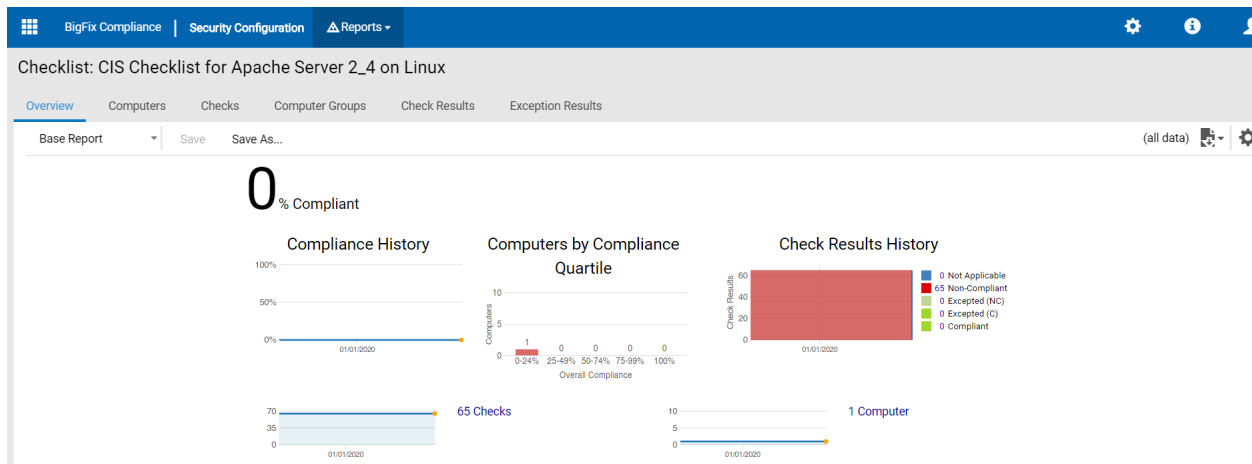 BigFix Compliance | Security Configuration Reports
Checklist: CIS Checklist for Apache Server 2_4 on Linux
Overview Computers Checks Computer Groups Check Results Exception Results
Base Report Save Save As... (all data)
0 % Compliant
Compliance History
100%
50%
0%
01/01/2020
Computers by Compliance
Quartile
Computers
10
5
0
1 0 0 0 0
0-24% 25-49% 50-74% 75-99% 100%
Overall Compliance
Check Results History
Check Results
60
40
20
0
01/01/2020
0 Not Applicable
65 Non-Compliant
0 Excepted (NC)
0 Excepted (C)
0 Compliant
70
35
0
01/01/2020
65 Checks
10
5
0
01/01/2020
1 Computer